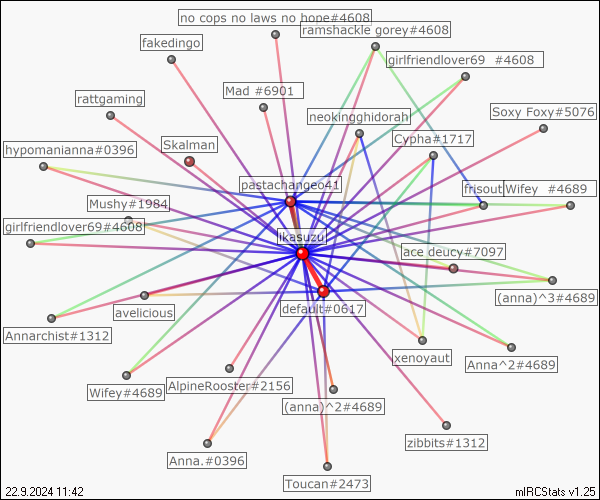 no cops no laws no hope#4608
ramshackle gorey#4608
fakedingo
girlfriendlover69 #4608
Mad #6901
rattgaming
neokingghidorah
Soxy Foxy#5076
Cypha#1717
Skalman
hypomanianna#0396
pastachangeo41
frisout
Wifey #4689
Mushy#1984
girlfriendlover69#4608
ikasuzu
ace deucy#7097
(anna)^3#4689
default#0617
avelicious
Annarchist#1312
xenoyaut
Anna^2#4689
Wifey#4689
AlpineRooster#2156
(anna)^2#4689
zibbits#1312
Anna.#0396
Toucan#2473
22.9.2024 11:42
mIRCStats v1.25